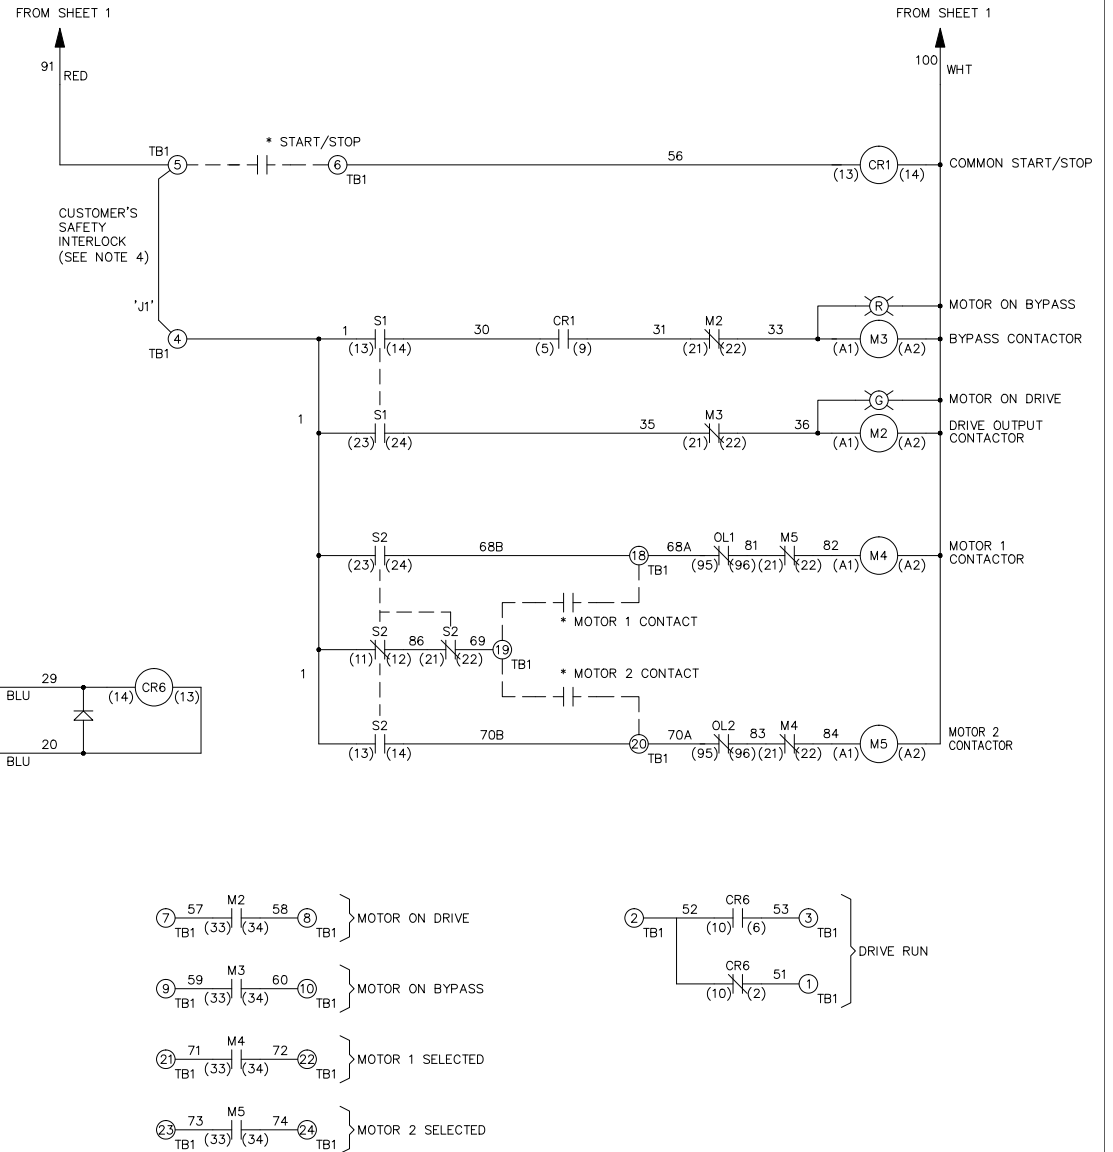 FROM SHEET 1
FROM SHEET 1
91
RED
100
WHT
* START/STOP
TB1
5
6
TB1
56
(13)
CR1
(14)
COMMON START/STOP
CUSTOMER'S
SAFETY
INTERLOCK
(SEE NOTE 4)
'J1'
4
TB1
R
MOTOR ON BYPASS
1
S1
(13)
(14)
30
CR1
(5)
(9)
31
M2
(21)
(22)
33
(A1)
M3
(A2)
BYPASS CONTACTOR
G
MOTOR ON DRIVE
1
S1
(23)
(24)
35
M3
(21)
(22)
36
(A1)
M2
(A2)
DRIVE OUTPUT
CONTACTOR
S2
(23)
(24)
68B
18
TB1
68A
OL1
(95)
(96)
81
M5
(21)
(22)
82
(A1)
M4
(A2)
MOTOR 1
CONTACTOR
* MOTOR 1 CONTACT
S2
(11)
(12)
86
S2
(21)
(22)
69
19
TB1
1
* MOTOR 2 CONTACT
29
BLU
(14)
CR6
(13)
20
BLU
S2
(13)
(14)
70B
20
TB1
70A
OL2
(95)
(96)
83
M4
(21)
(22)
84
(A1)
M5
(A2)
MOTOR 2
CONTACTOR
7
TB1
57
M2
(33)
(34)
58
8
TB1
MOTOR ON DRIVE
9
TB1
59
M3
(33)
(34)
60
10
TB1
MOTOR ON BYPASS
21
TB1
71
M4
(33)
(34)
72
22
TB1
MOTOR 1 SELECTED
23
TB1
73
M5
(33)
(34)
74
24
TB1
MOTOR 2 SELECTED
2
TB1
52
CR6
(10)
(6)
53
3
TB1
DRIVE RUN
CR6
(10)
(2)
51
1
TB1